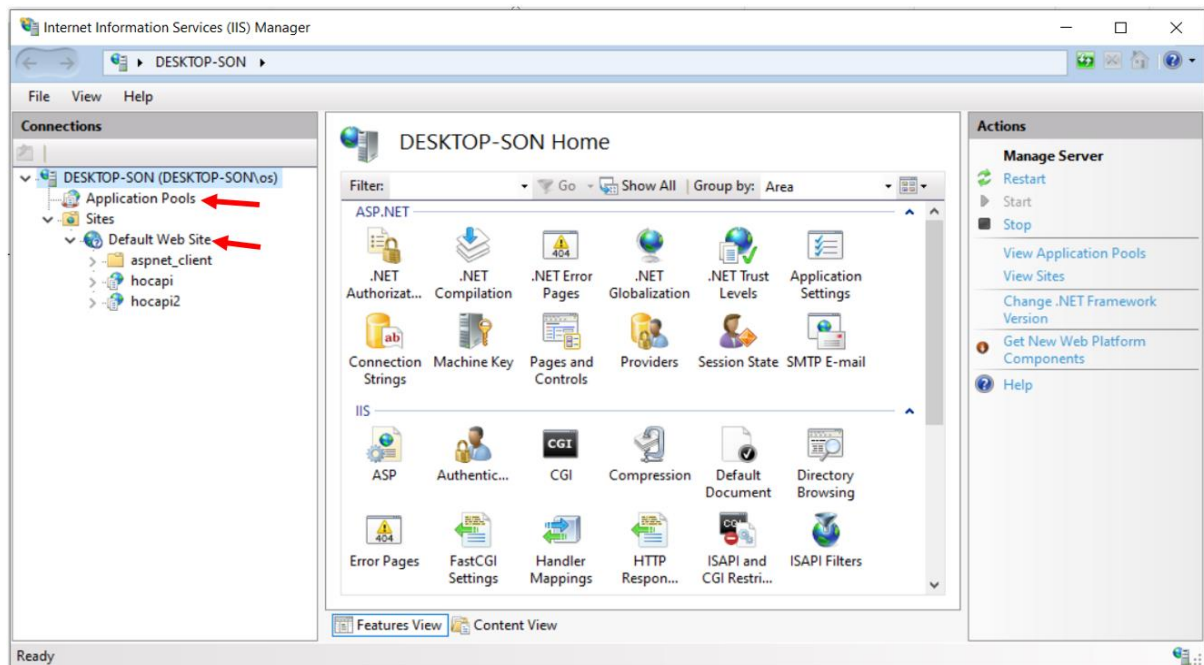 Internet Information Services (IIS) Manager
DESKTOP-SON
File View Help
Connections
DESKTOP-SON (DESKTOP-SON\os)
Application Pools
Sites
Default Web Site
aspnet_client
hocapi
hocapi2
DESKTOP-SON Home
Filter: Go Show All Group by: Area
ASP.NET
.NET Authorizat...
.NET Compilation
404
.NET Error Pages
.NET Globalization
.NET Trust Levels
Application Settings
ab
Connection Strings
Machine Key
Pages and Controls
Providers
Session State
SMTP E-mail
IIS
ASP
Authentic...
CGI
CGI
Compression
Default Document
Directory Browsing
404
Error Pages
FastCGI Settings
Handler Mappings
HTTP Respon...
ISAPI and CGI Restri...
ISAPI Filters
Features View Content View
Actions
Manage Server
Restart
Start
Stop
View Application Pools
View Sites
Change .NET Framework
Version
Get New Web Platform
Components
Help
Ready